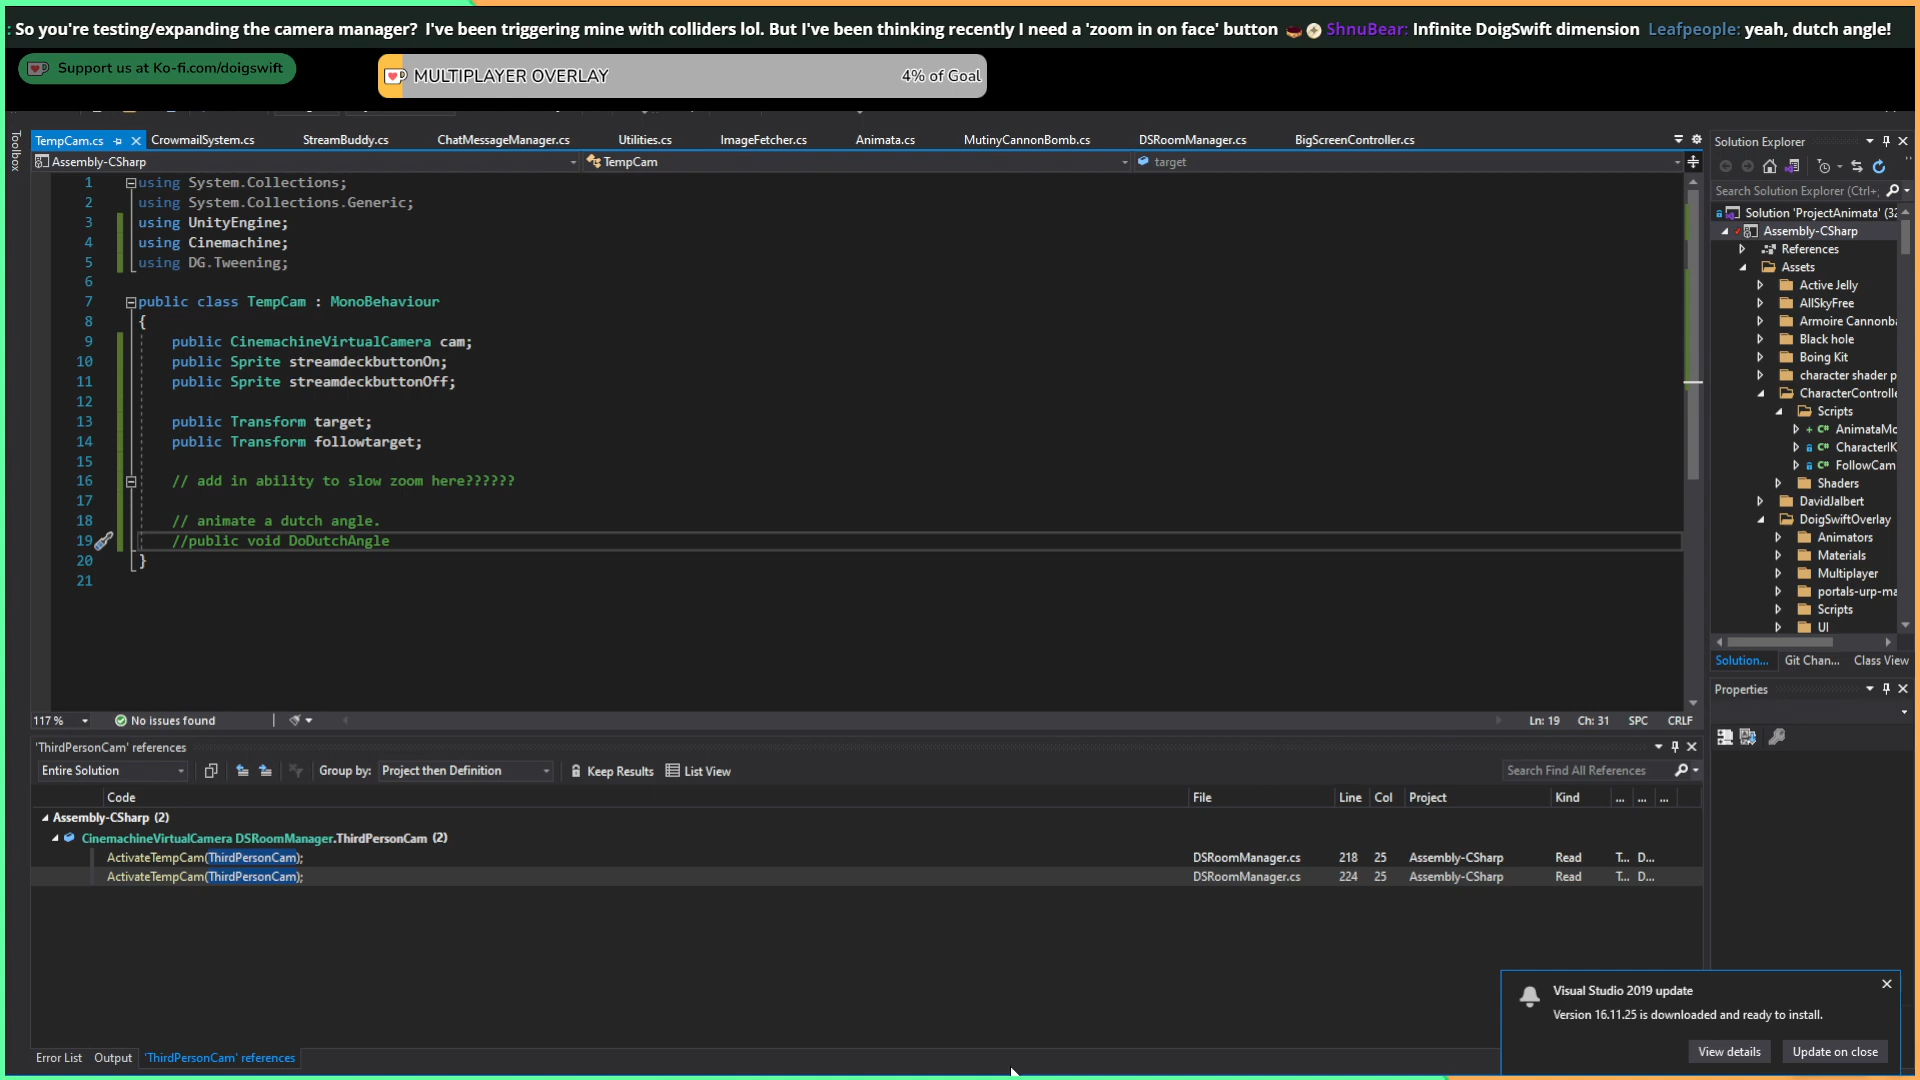 : So you're testing/expanding the camera manager? I've been triggering mine with colliders lol. But I've been thinking recently I need a 'zoom in on face' button ShnuBear: Infinite DoigSwift dimension Leafpeople: yeah, dutch angle!
Support us at Ko-fi.com/doigswift
MULTIPLAYER OVERLAY 4% of Goal
Toolbox
TempCam.cs CrowmailSystem.cs StreamBuddy.cs ChatMessageManager.cs Utilities.cs ImageFetcher.cs Animata.cs MutinyCannonBomb.cs DSRoomManager.cs BigScreenController.cs
Assembly-CSharp TempCam target
1 using System.Collections;
2 using System.Collections.Generic;
3 using UnityEngine;
4 using Cinemachine;
5 using DG.Tweening;
6
7 public class TempCam : MonoBehaviour
8 {
9 public CinemachineVirtualCamera cam;
10 public Sprite streamdeckbuttonOn;
11 public Sprite streamdeckbuttonOff;
12
13 public Transform target;
14 public Transform followtarget;
15
16 // add in ability to slow zoom here??????
17
18 // animate a dutch angle.
19 //public void DoDutchAngle
20 }
21
117 % No issues found Ln: 19 Ch: 31 SPC CRLF
'ThirdPersonCam' references
Entire Solution Group by: Project then Definition Keep Results List View Search Find All References
Code File Line Col Project Kind ... ... ...
Assembly-CSharp (2)
CinemachineVirtualCamera DSRoomManager.ThirdPersonCam (2)
ActivateTempCam(ThirdPersonCam); DSRoomManager.cs 218 25 Assembly-CSharp Read T... D...
ActivateTempCam(ThirdPersonCam); DSRoomManager.cs 224 25 Assembly-CSharp Read T... D...
Error List Output 'ThirdPersonCam' references
Solution Explorer
Search Solution Explorer (Ctrl+;
Solution 'ProjectAnimata' (32
Assembly-CSharp
References
Assets
Active Jelly
AllSkyFree
Armoire Cannonba
Black hole
Boing Kit
character shader p
CharacterControlle
Scripts
C# AnimataMo
C# CharacterIK
C# FollowCam
Shaders
DavidJalbert
DoigSwiftOverlay
Animators
Materials
Multiplayer
portals-urp-ma
Scripts
UI
Solution... Git Chan... Class View
Properties
Visual Studio 2019 update
Version 16.11.25 is downloaded and ready to install.
View details Update on close